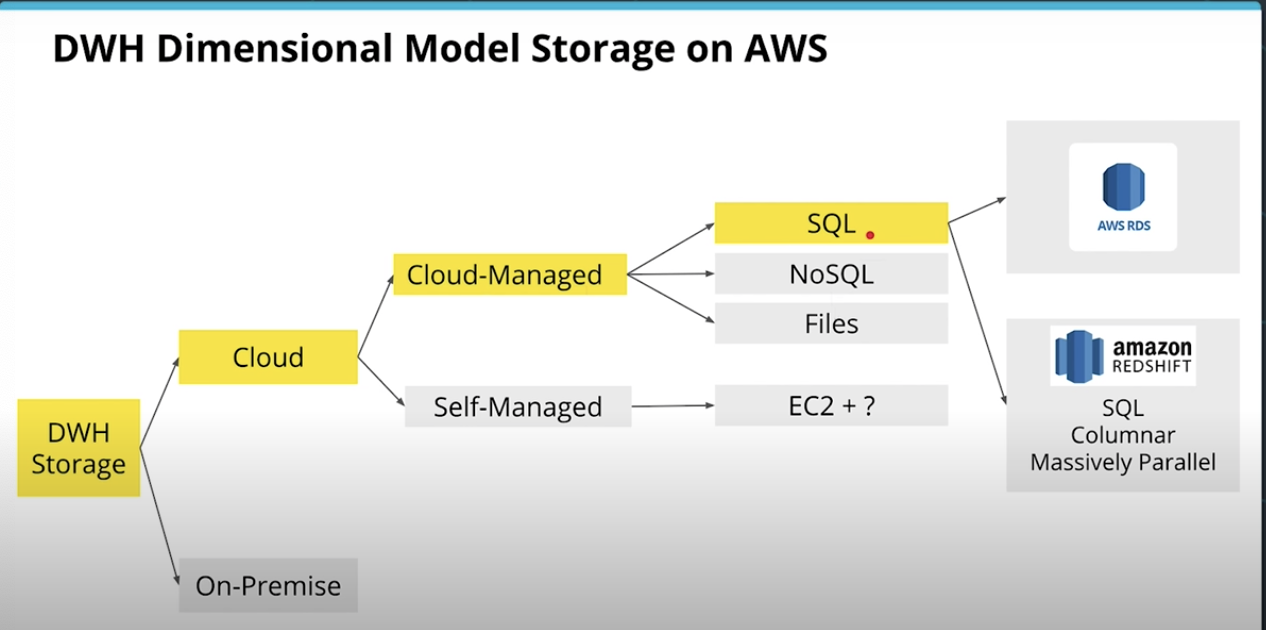 DWH Dimensional Model Storage on AWS
AWS RDS
SQL
Cloud-Managed
NoSQL
Files
amazon
REDSHIFT
Cloud
Self-Managed
EC2 + ?
SQL
Columnar
Massively Parallel
DWH
Storage
On-Premise